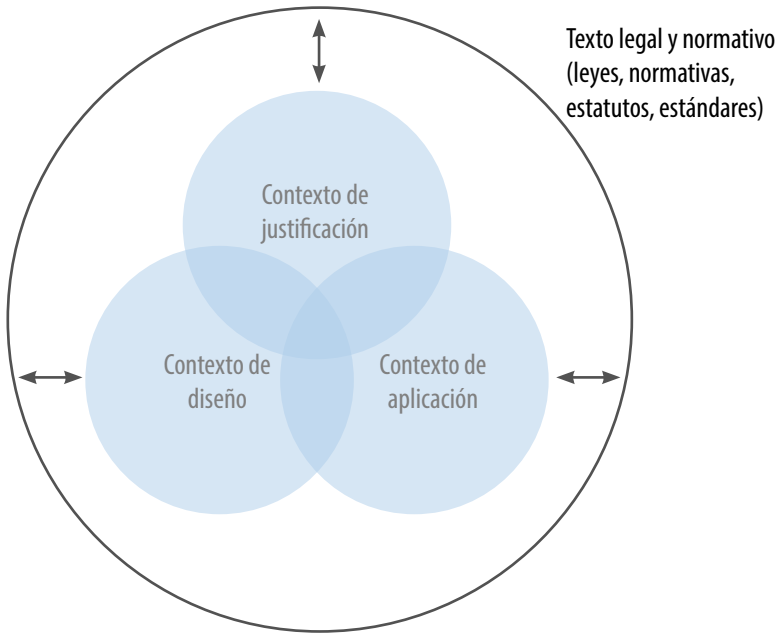 Texto legal y normativo
(leyes, normativas,
estatutos, estándares)
Contexto de
justificación
Contexto de
diseño
Contexto de
aplicación